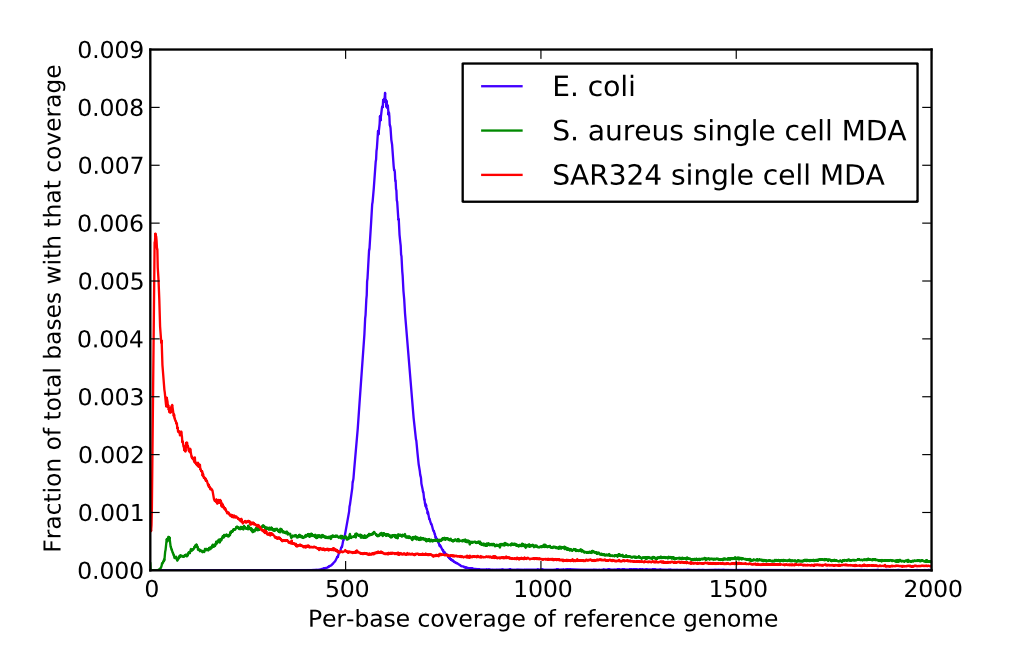 0.009
0.008
0.007
0.006
0.005
0.004
0.003
0.002
0.001
0.000
Fraction of total bases with that coverage
E. coli
S. aureus single cell MDA
SAR324 single cell MDA
0 500 1000 1500 2000
Per-base coverage of reference genome